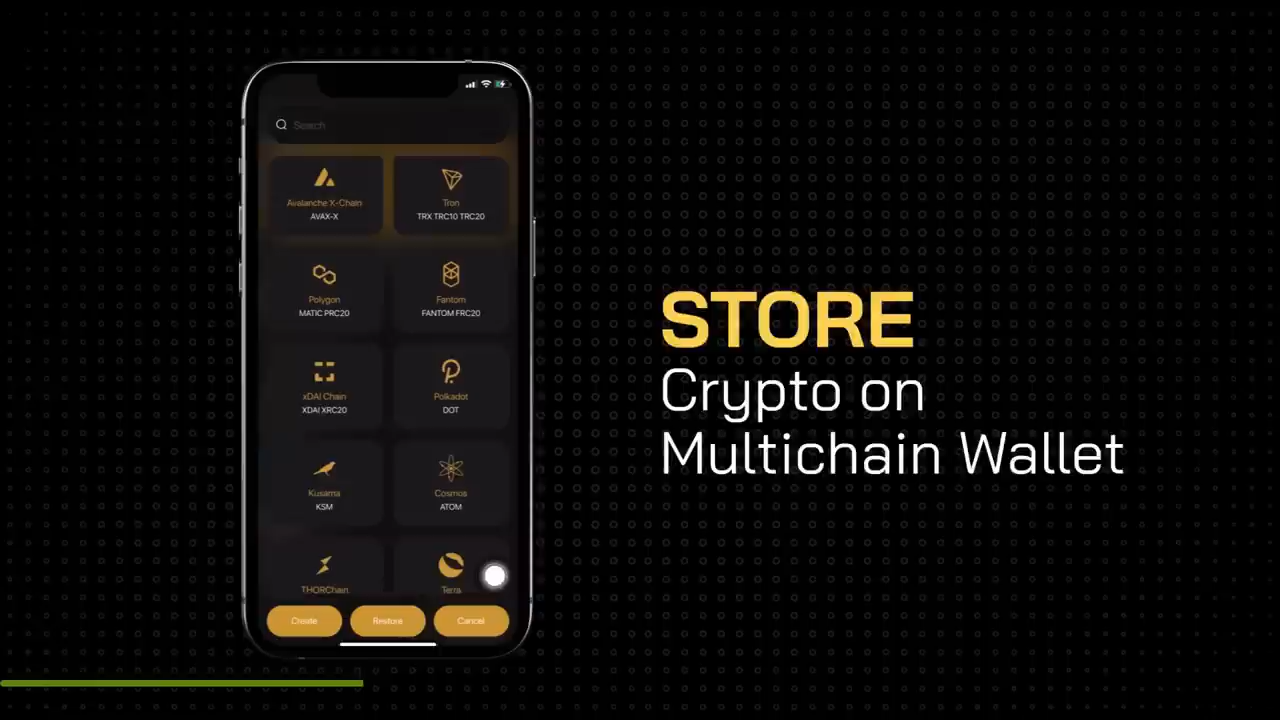 Search
Avalanche X-Chain
AVAX-X
Tron
TRX TRC10 TRC20
Polygon
MATIC PRC20
Fantom
FANTOM FRC20
xDAI Chain
XDAI XRC20
Polkadot
DOT
Kusama
KSM
Cosmos
ATOM
THORChain
Terra
Create
Restore
Cancel
STORE
Crypto on
Multichain Wallet